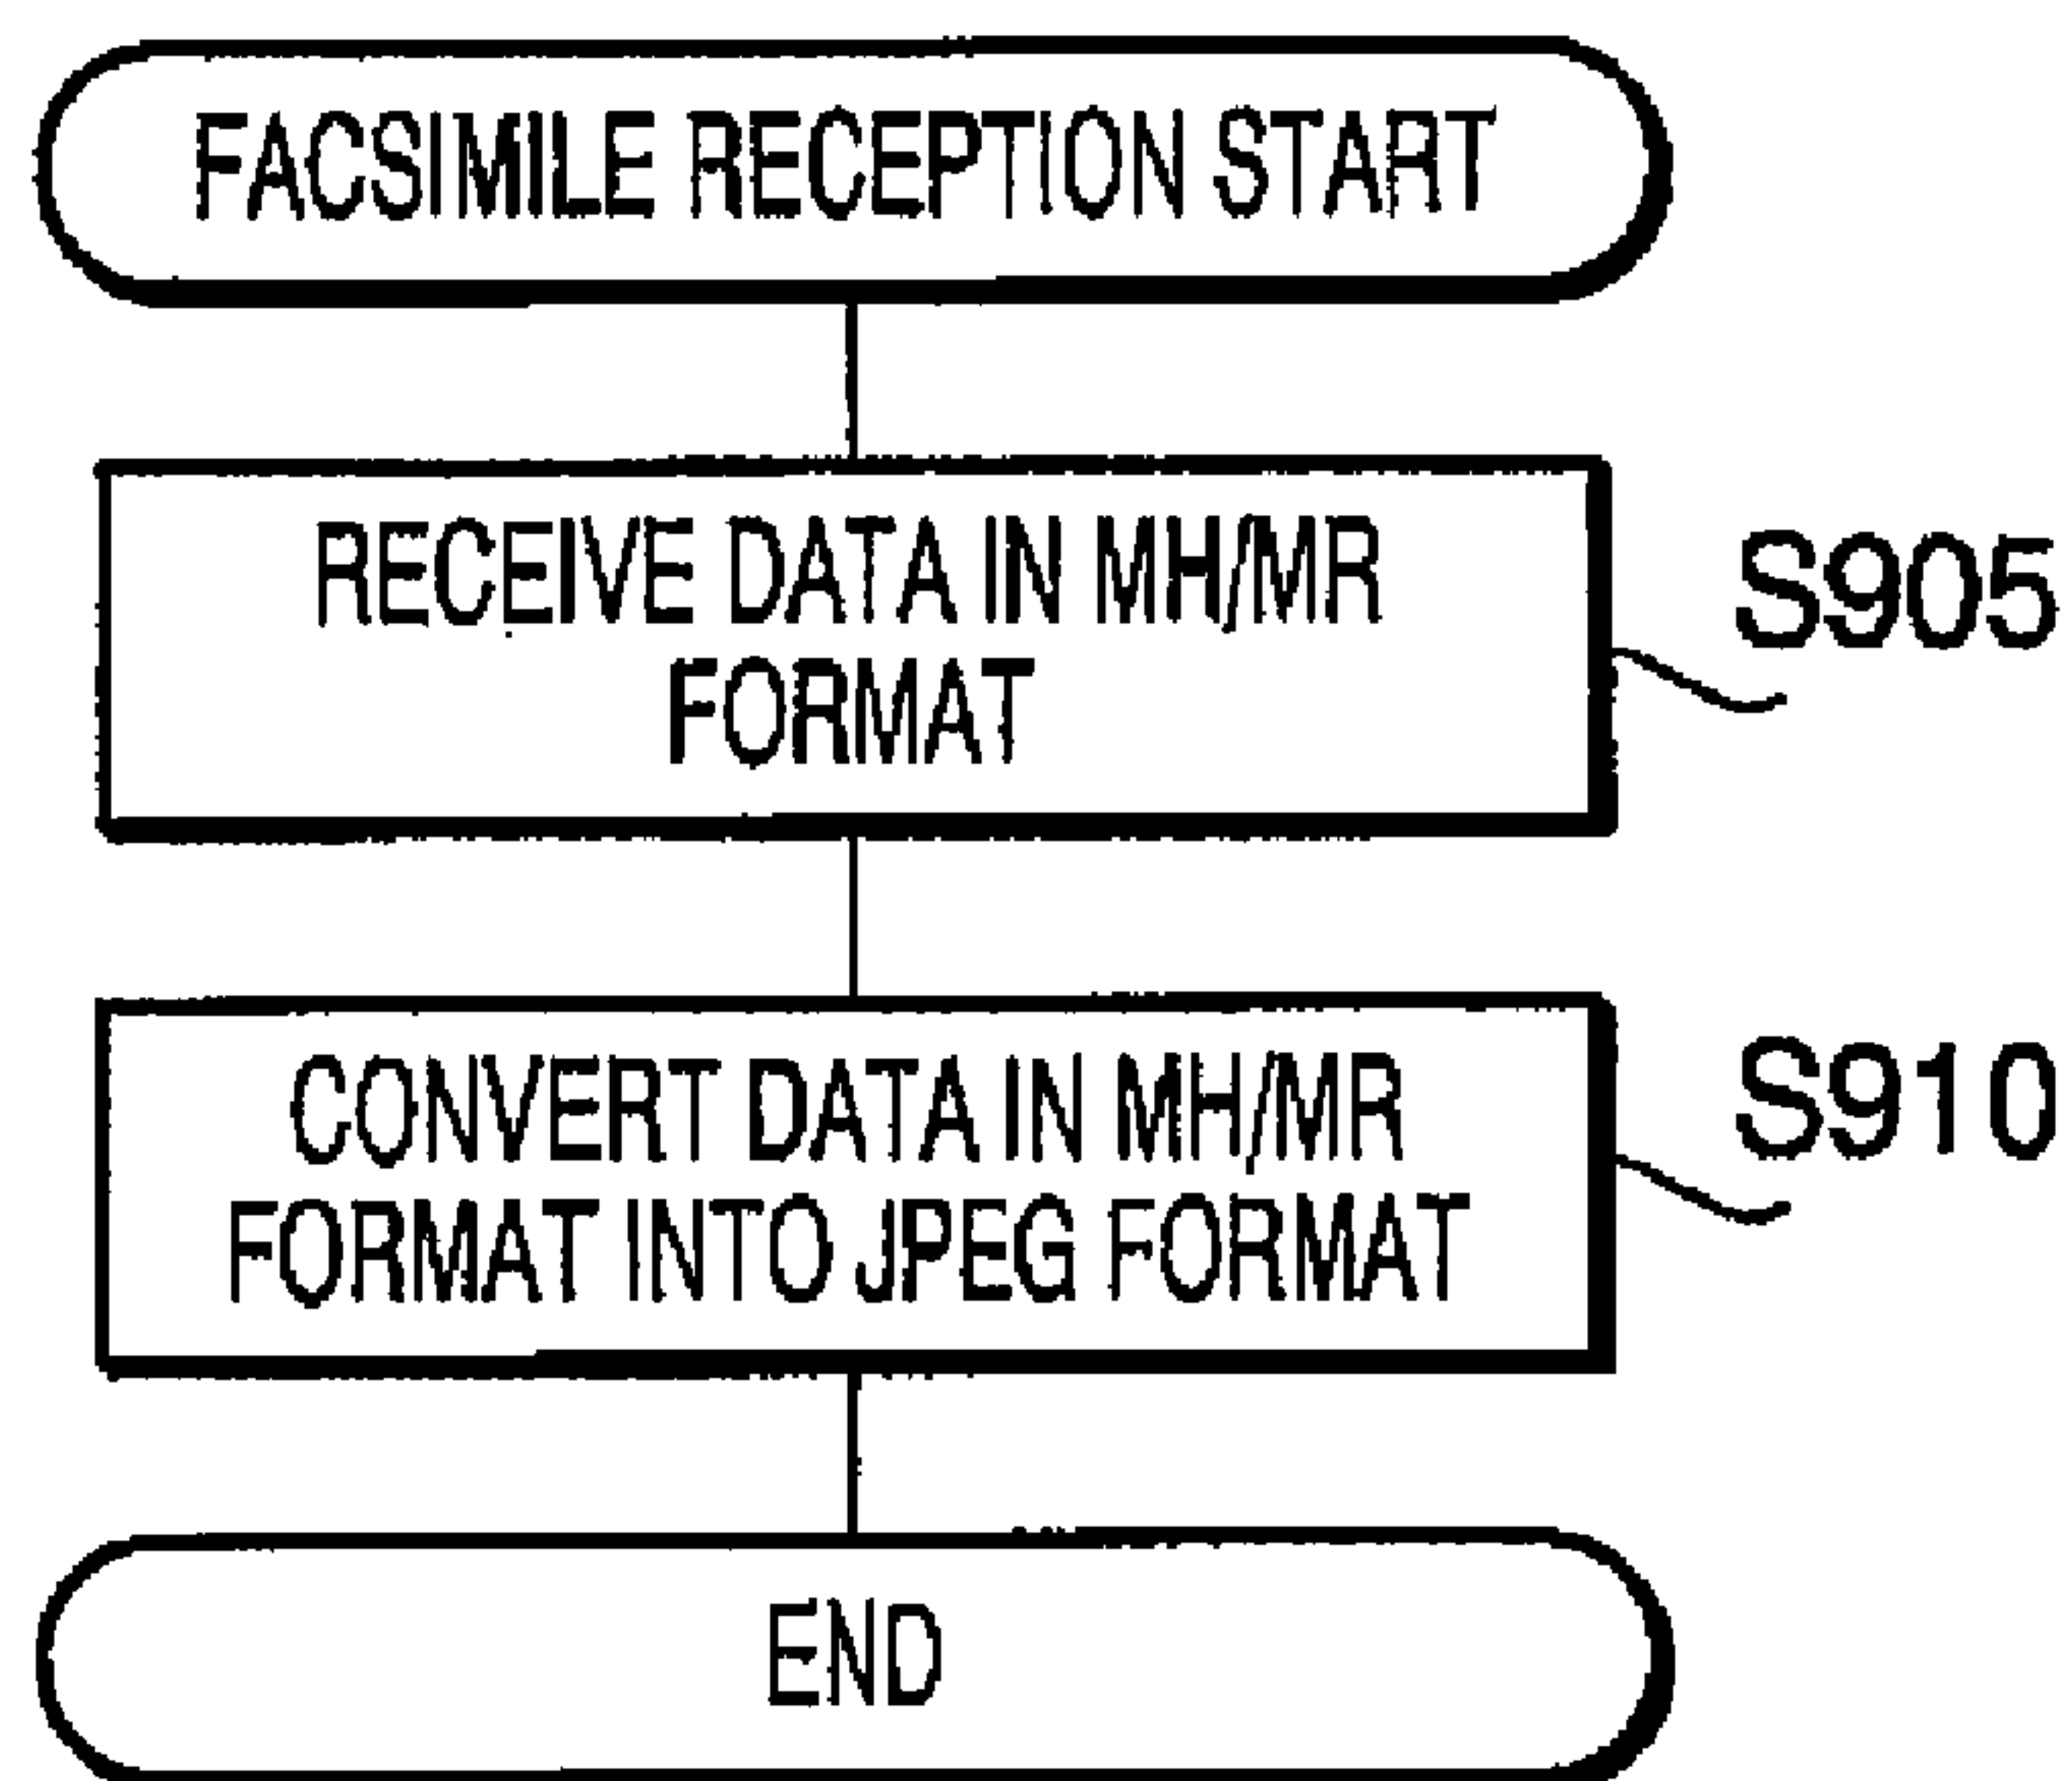 FACSIMILE RECEPTION START
RECEIVE DATA IN MH/MR
FORMAT
S905
CONVERT DATA IN MH/MR
FORMAT INTO JPEG FORMAT
S910
END